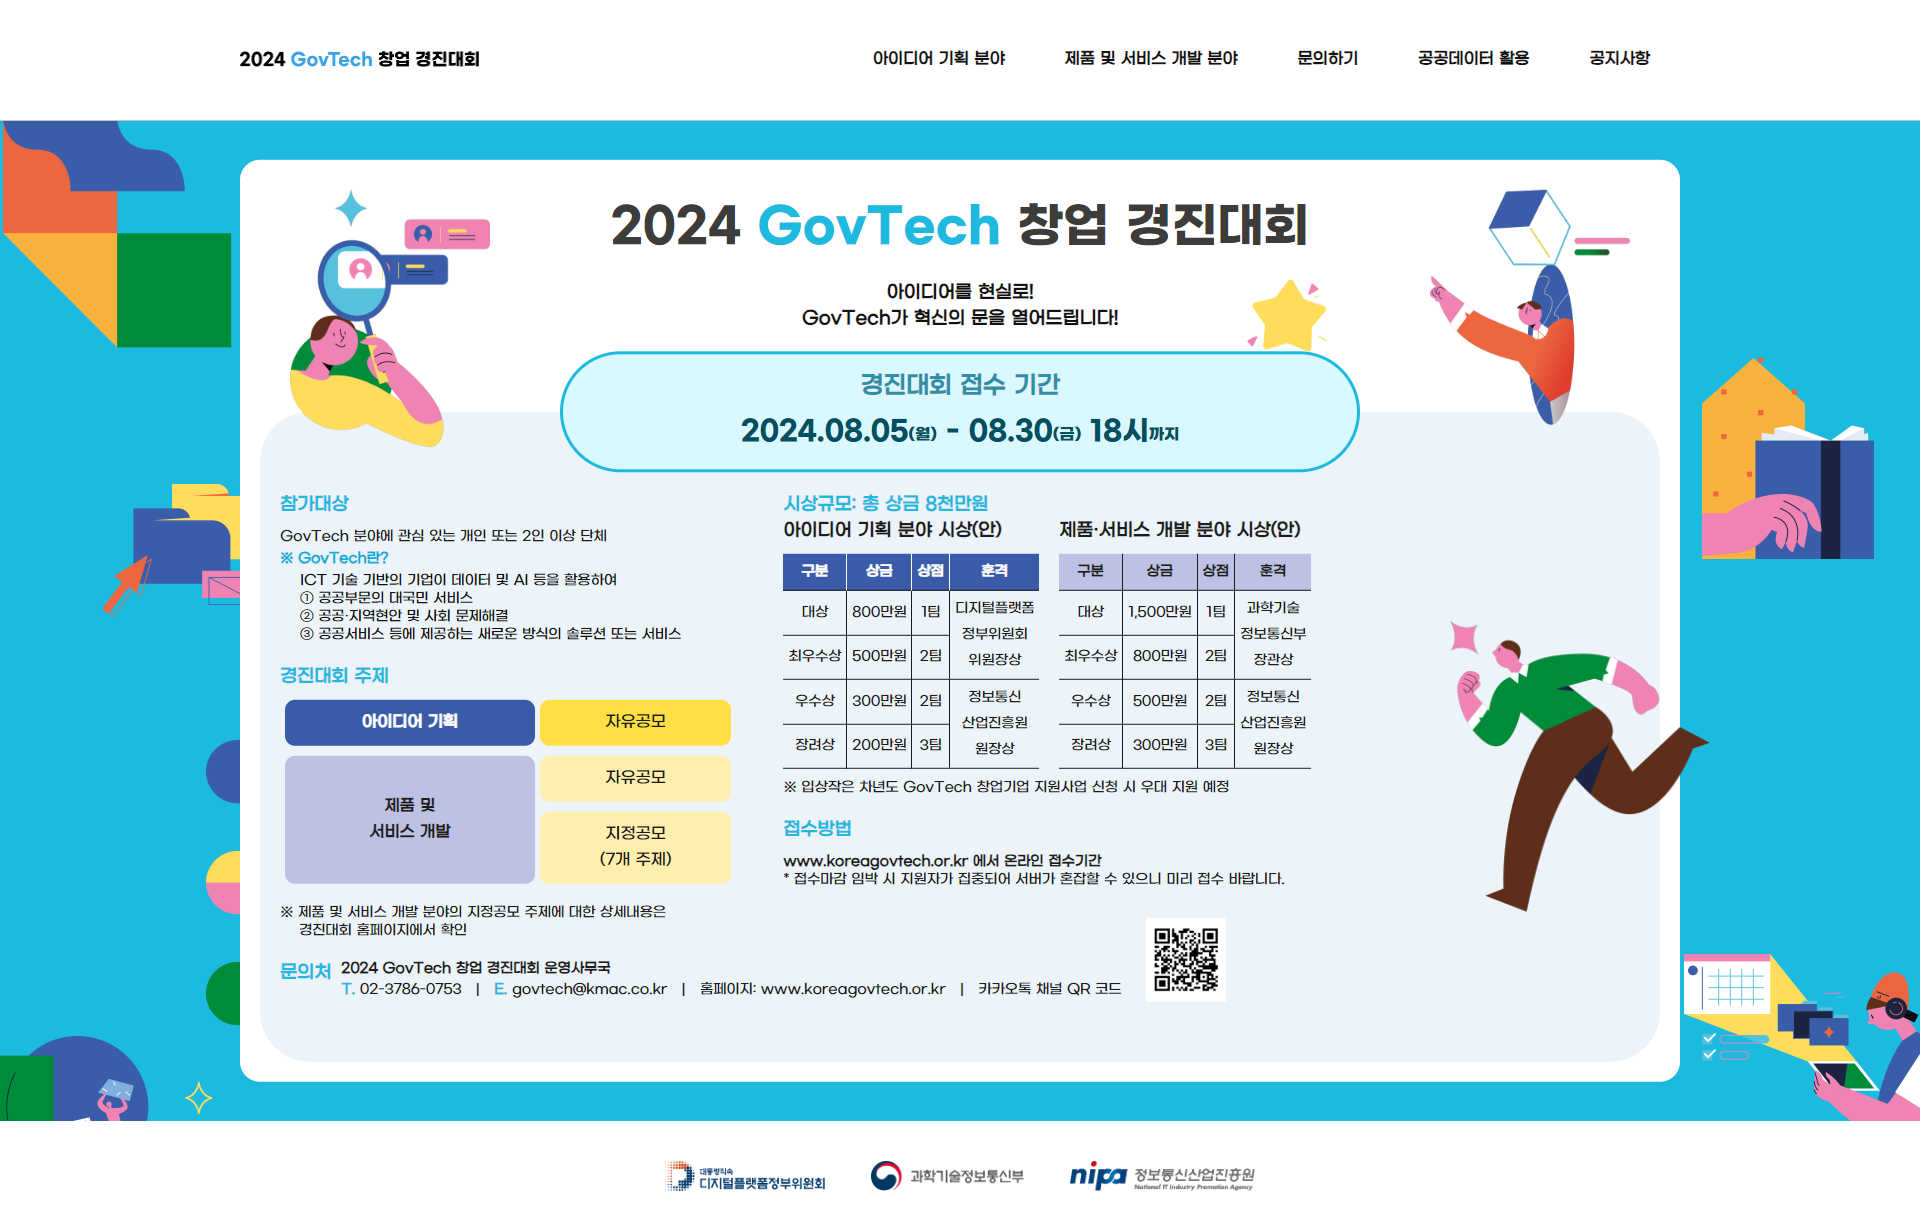 2024 GovTech 창업 경진대회
아이디어 기획 분야
제품 및 서비스 개발 분야
문의하기
공공데이터 활용
공지사항
2024 GovTech 창업 경진대회
아이디어를 현실로!
GovTech가 혁신의 문을 열어드립니다!
경진대회 접수 기간
2024.08.05(월) - 08.30(금) 18시까지
참가대상
GovTech 분야에 관심 있는 개인 또는 2인 이상 단체
※ GovTech란?
ICT 기술 기반의 기업이 데이터 및 AI 등을 활용하여
① 공공부문의 대국민 서비스
② 공공·지역현안 및 사회 문제해결
③ 공공서비스 등에 제공하는 새로운 방식의 솔루션 또는 서비스
경진대회 주제
아이디어 기획 자유공모
제품 및
서비스 개발
자유공모
지정공모
(7개 주제)
※ 제품 및 서비스 개발 분야의 지정공모 주제에 대한 상세내용은
경진대회 홈페이지에서 확인
시상규모: 총 상금 8천만원
아이디어 기획 분야 시상(안)
구분 상금 상점 훈격
대상 800만원 1팀
최우수상 500만원 2팀
디지털플랫폼
정부위원회
위원장상
우수상 300만원 2팀
장려상 200만원 3팀
정보통신
산업진흥원
원장상
제품·서비스 개발 분야 시상(안)
구분 상금 상점 훈격
대상 1,500만원 1팀
최우수상 800만원 2팀
과학기술
정보통신부
장관상
우수상 500만원 2팀
장려상 300만원 3팀
정보통신
산업진흥원
원장상
※ 입상작은 차년도 GovTech 창업기업 지원사업 신청 시 우대 지원 예정
접수방법
www.koreagovtech.or.kr 에서 온라인 접수기간
* 접수마감 임박 시 지원자가 집중되어 서버가 혼잡할 수 있으니 미리 접수 바랍니다.
문의처 2024 GovTech 창업 경진대회 운영사무국
T. 02-3786-0753 | E. govtech@kmac.co.kr | 홈페이지: www.koreagovtech.or.kr | 카카오톡 채널 QR 코드
대통령직속
디지털플랫폼정부위원회
과학기술정보통신부
nipa 정보통신산업진흥원
National IT Industry Promotion Agency